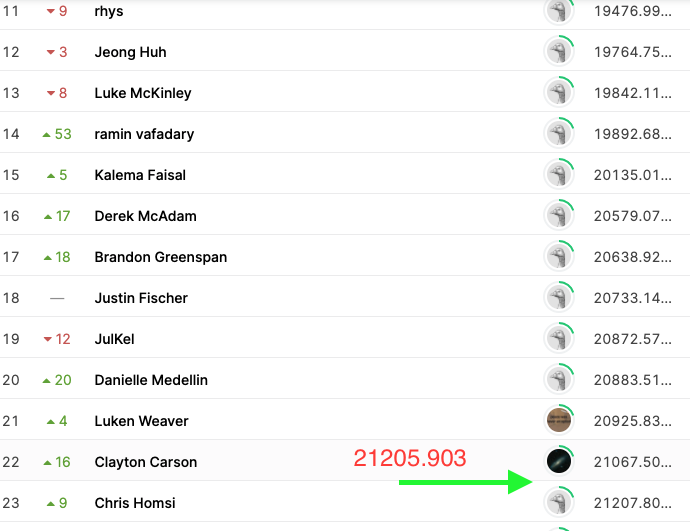 11 9 rhys 19476.99...
12 3 Jeong Huh 19764.75...
13 8 Luke McKinley 19842.11...
14 53 ramin vafadary 19892.68...
15 5 Kalema Faisal 20135.01...
16 17 Derek McAdam 20579.07...
17 18 Brandon Greenspan 20638.92...
18 — Justin Fischer 20733.14...
19 12 JulKel 20872.57...
20 20 Danielle Medellin 20883.51...
21 4 Luken Weaver 20925.83...
22 16 Clayton Carson 21067.50...
21205.903
23 9 Chris Homsi 21207.80...